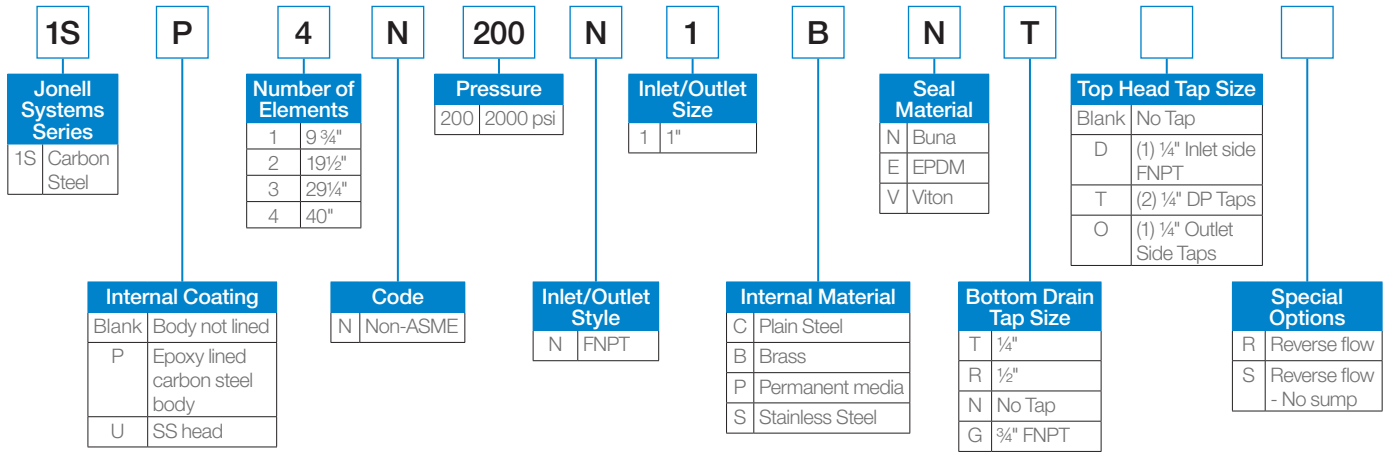 1S P 4 N 200 N 1 B N T
Jonell
Systems
Series
1S Carbon
Steel
Number of
Elements
1 9 ¾"
2 19½"
3 29¼"
4 40"
Pressure
200 2000 psi
Inlet/Outlet
Size
1 1"
Seal
Material
N Buna
E EPDM
V Viton
Top Head Tap Size
Blank No Tap
D (1) ¼" Inlet side
FNPT
T (2) ¼" DP Taps
O (1) ¼" Outlet
Side Taps
Internal Coating
Blank Body not lined
P Epoxy lined
carbon steel
body
U SS head
Code
N Non-ASME
Inlet/Outlet
Style
N FNPT
Internal Material
C Plain Steel
B Brass
P Permanent media
S Stainless Steel
Bottom Drain
Tap Size
T ¼"
R ½"
N No Tap
G ¾" FNPT
Special
Options
R Reverse flow
S Reverse flow
- No sump